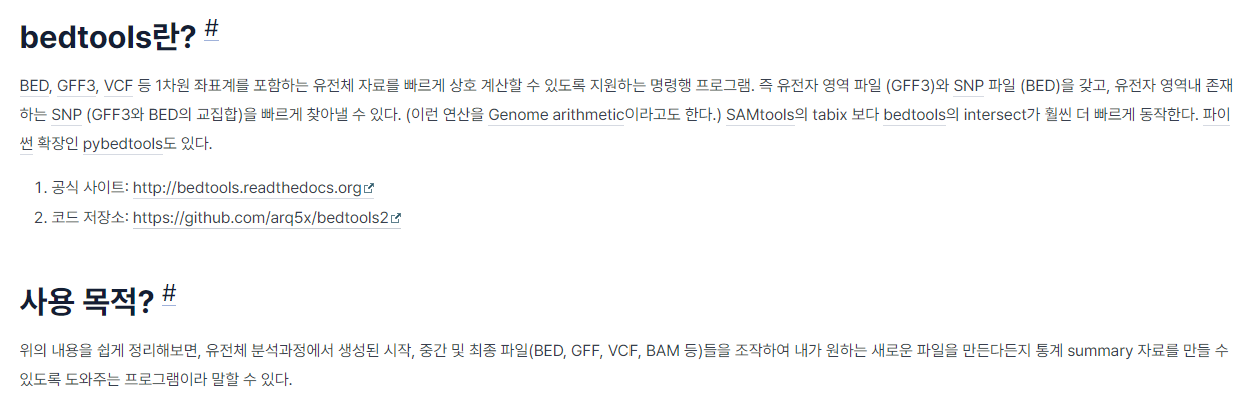 bedtools란? #
BED, GFF3, VCF 등 1차원 좌표계를 포함하는 유전체 자료를 빠르게 상호 계산할 수 있도록 지원하는 명령행 프로그램. 즉 유전자 영역 파일 (GFF3)와 SNP 파일 (BED)을 갖고, 유전자 영역내 존재
하는 SNP (GFF3와 BED의 교집합)을 빠르게 찾아낼 수 있다. (이런 연산을 Genome arithmetic이라고도 한다.) SAMtools의 tabix 보다 bedtools의 intersect가 훨씬 더 빠르게 동작한다. 파이
썬 확장인 pybedtools도 있다.
1. 공식 사이트: http://bedtools.readthedocs.org
2. 코드 저장소: https://github.com/arq5x/bedtools2
사용 목적? #
위의 내용을 쉽게 정리해보면, 유전체 분석과정에서 생성된 시작, 중간 및 최종 파일(BED, GFF, VCF, BAM 등)들을 조작하여 내가 원하는 새로운 파일을 만든다든지 통계 summary 자료를 만들 수
있도록 도와주는 프로그램이라 말할 수 있다.